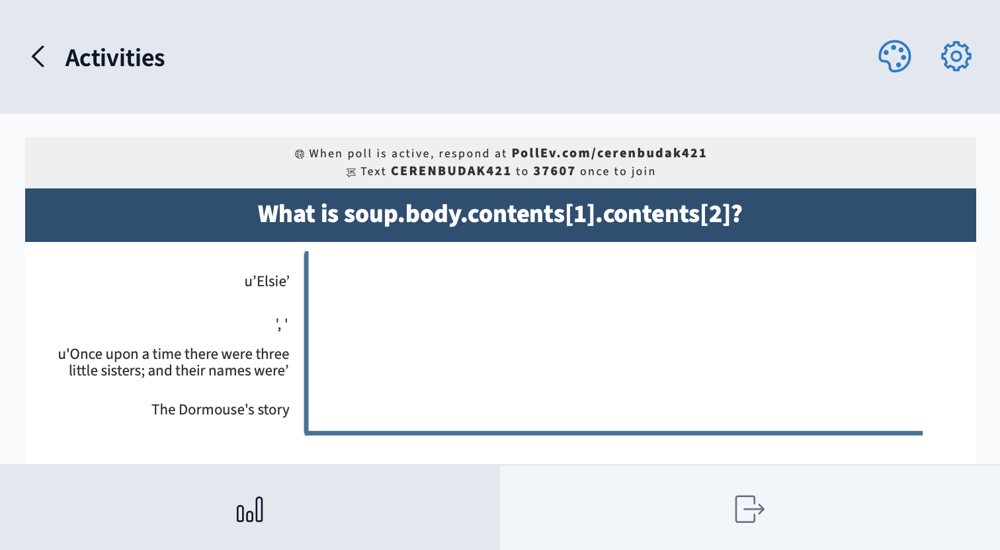 Activities
When poll is active, respond at PollEv.com/cerenbudak421
SMS Text CERENBUDAK421 to 37607 once to join
What is soup.body.contents[1].contents[2]?
u’Elsie’
', '
u'Once upon a time there were three
little sisters; and their names were’
The Dormouse's story